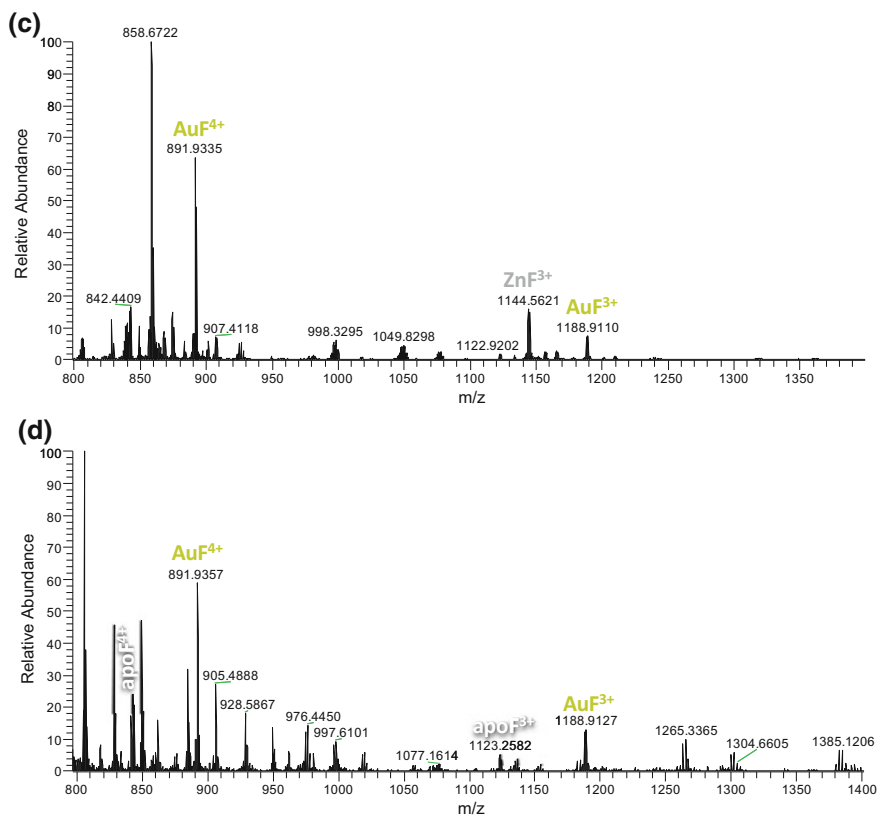 (c)
Relative Abundance
100
90
80
70
60
50
40
30
20
10
0
858.6722
AuF4+
891.9335
842.4409
907.4118
998.3295
1049.8298
1122.9202
ZnF3+
1144.5621
AuF3+
1188.9110
800 850 900 950 1000 1050 1100 1150 1200 1250 1300 1350
m/z
(d)
Relative Abundance
100
90
80
70
60
50
40
30
20
10
0
apoF4+
AuF4+
891.9357
905.4888
928.5867
976.4450
997.6101
1077.1614
apoF3+
1123.2582
AuF3+
1188.9127
1265.3365
1304.6605
1385.1206
800 850 900 950 1000 1050 1100 1150 1200 1250 1300 1350 1400
m/z